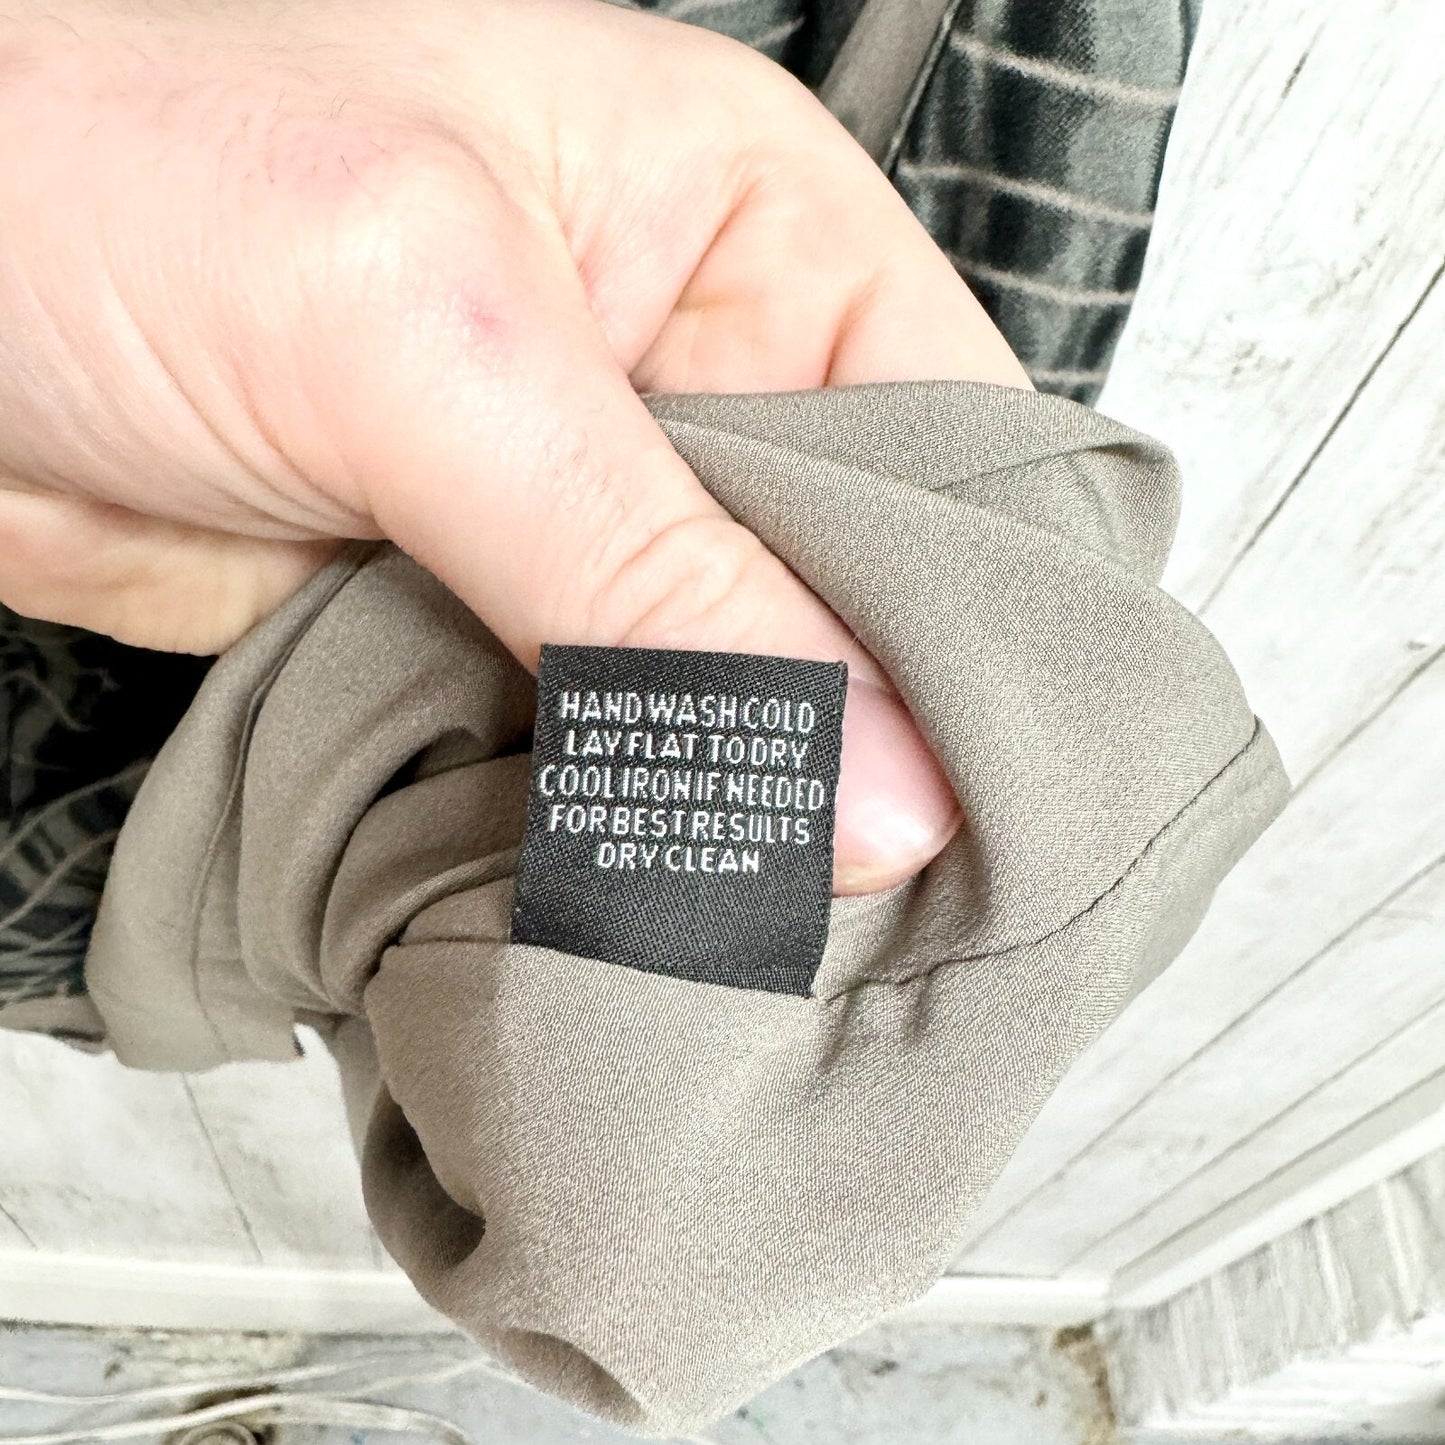 HAND WASH COLD
LAY FLAT TO DRY
COOL IRON IF NEEDED
FOR BEST RESULTS
DRY CLEAN